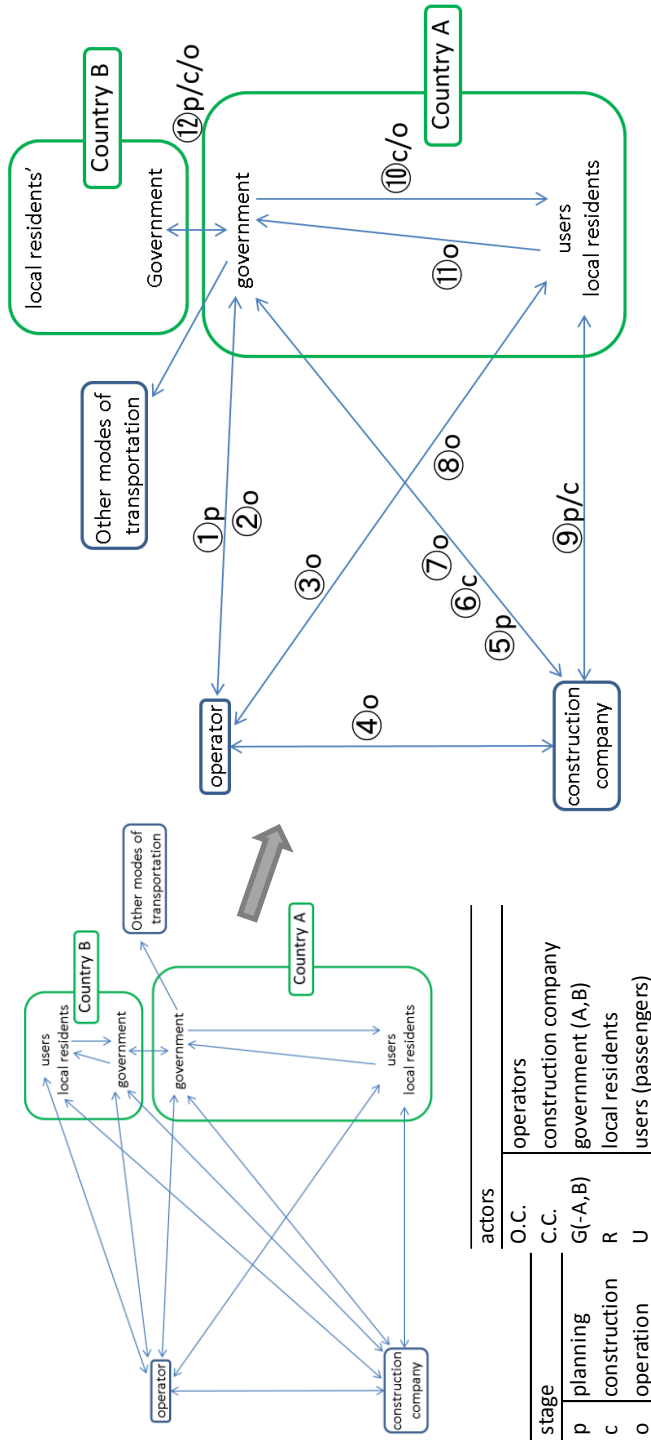 users
local residents
government
Country B
government
users
local residents
Country A
Other modes of
transportation
operator
construction
company
stage
p planning
c construction
o operation
actors
O.C. operators
C.C. construction company
G(-A,B) government (A,B)
R local residents
U users (passengers)
local residents'
Government
Country B
⑫p/c/o
Other modes of
transportation
government
users
local residents
Country A
operator
construction
company
①p
②o
③o
④o
⑤p
⑥c
⑦o
⑧o
⑨p/c
⑩c/o
⑪o